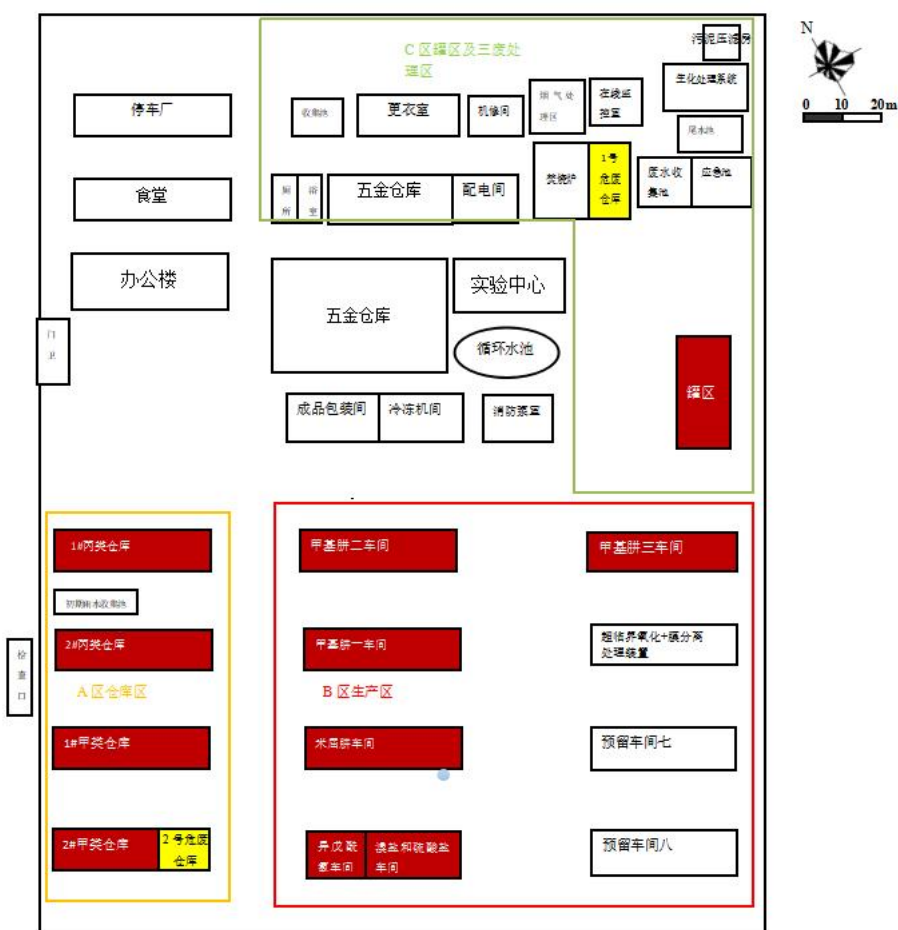 污泥压滤房
N
C 区罐区及三废处
理区
生化处理系统
0 10 20m
停车厂
收集池
更衣室
机修间
烟气处
理区
在线监
控室
尾水池
食堂
厕
所
浴
室
五金仓库
配电间
焚烧炉
1号
危废
仓库
废水收
集池
应急池
办公楼
五金仓库
实验中心
循环水池
门
卫
罐区
成品包装间
冷冻机间
消防泵室
1#丙类仓库
甲基肼二车间
甲基肼三车间
初期雨水收集池
2#丙类仓库
甲基肼一车间
超临界氧化+膜分离
处理装置
检
查
口
A 区仓库区
B 区生产区
1#甲类仓库
米屈肼车间
预留车间七
2#甲类仓库
2 号危废
仓库
异戊酰
氯车间
溴盐和硫酸盐
车间
预留车间八